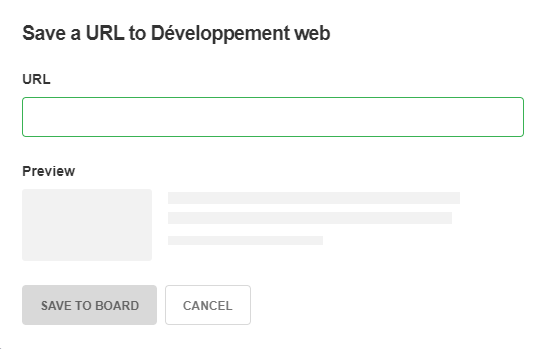 Save a URL to Développement web
URL
Preview
SAVE TO BOARD
CANCEL